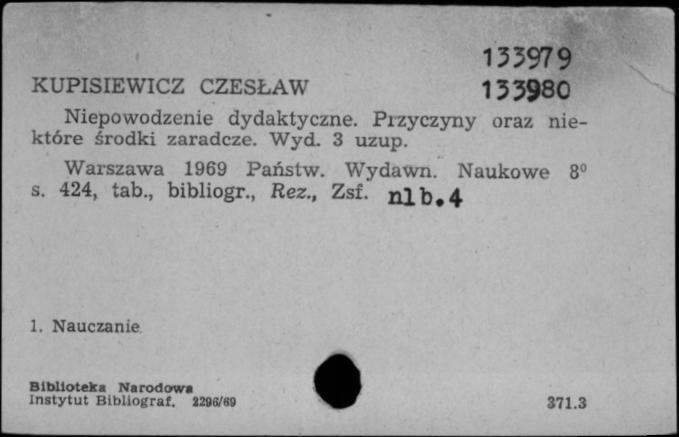 133979
KUPISIEWICZ CZESŁAW 133980
Niepowodzenie dydaktyczne. Przyczyny oraz nie-
które środki zaradcze. Wyd. 3 uzup.
Warszawa 1969 Państw. Wydawn. Naukowe 8⁰
s. 424, tab., bibliogr., Rez., Zsf. nlb.4
1. Nauczanie
Biblioteka Narodowa
Instytut Bibliograf. 2296/69 371.3